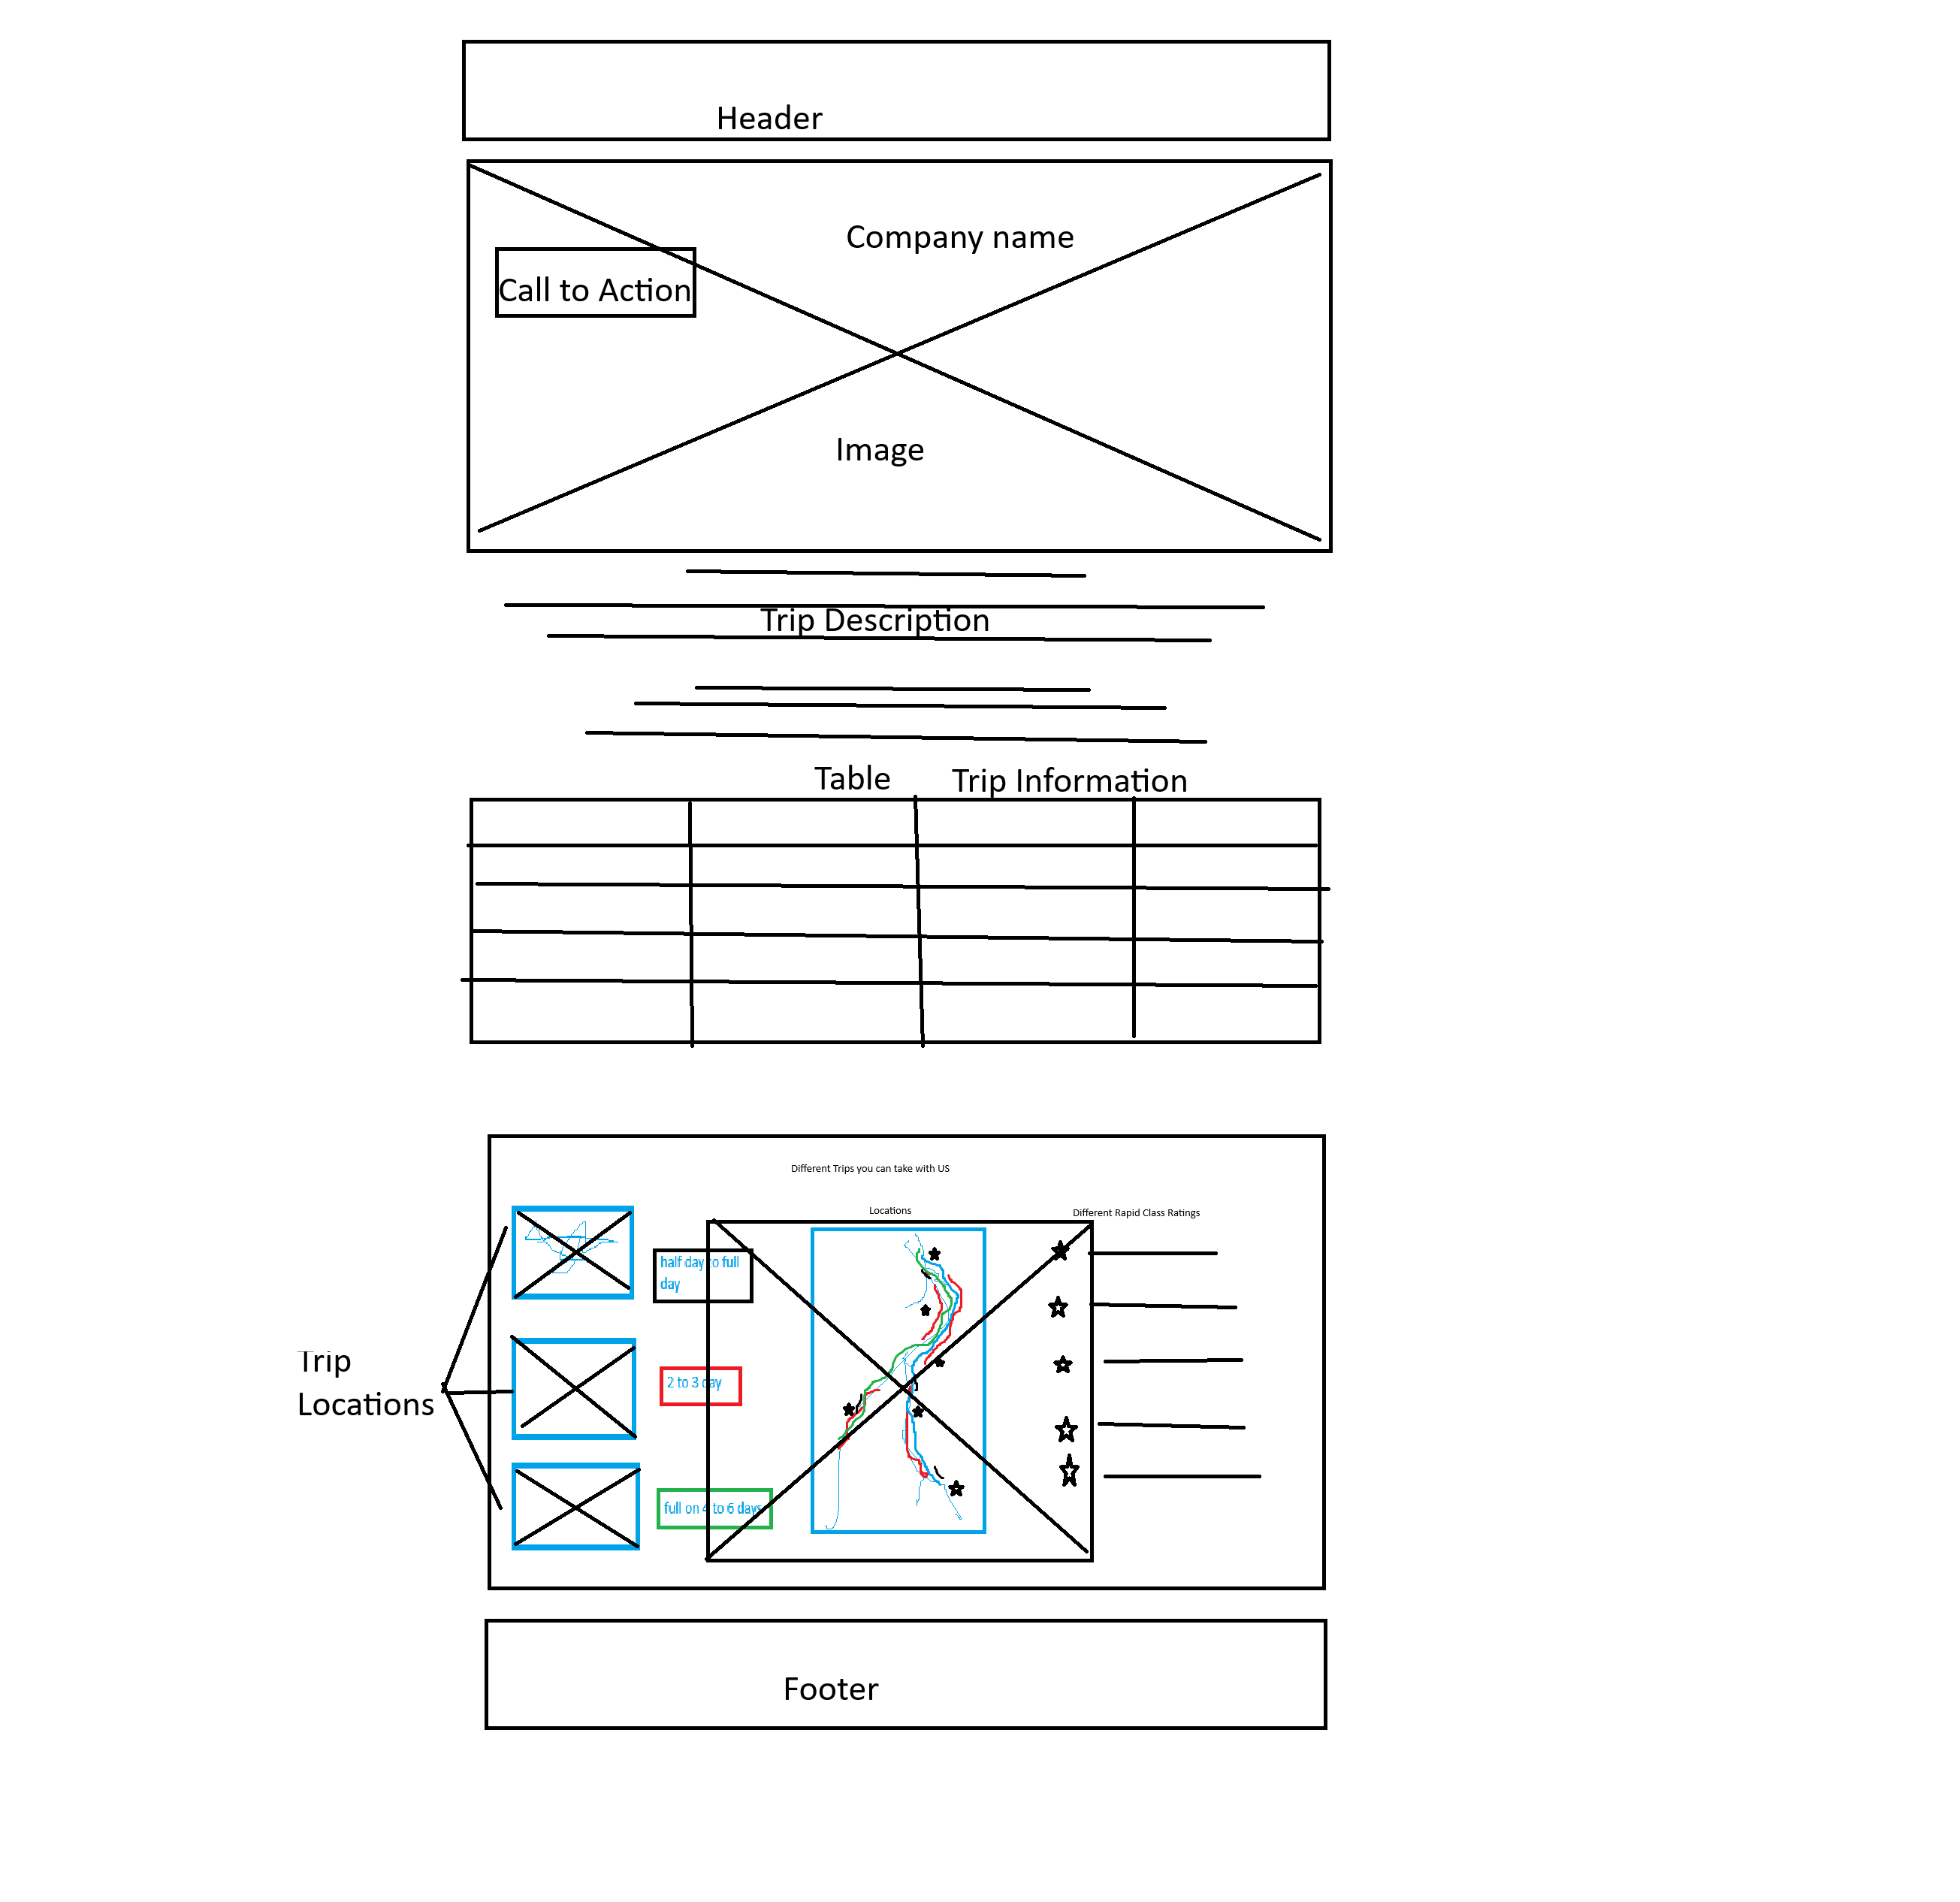 Header
Company name
Call to Action
Image
Trip Description
Table
Trip Information
Different Trips you can take with US
Locations
Different Rapid Class Ratings
half day to full
day
2 to 3 day
full on 4 to 6 days
Trip
Locations
Footer